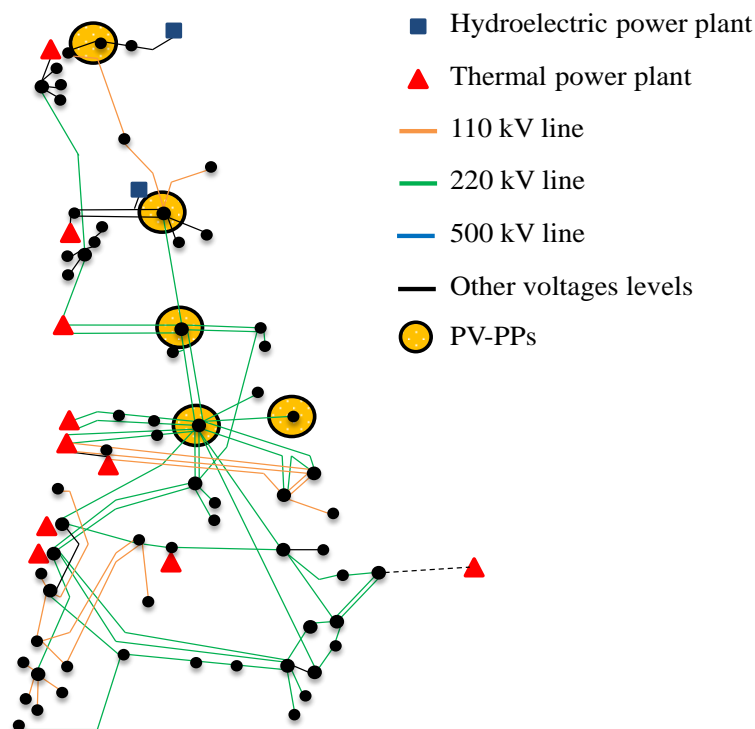 Hydroelectric power plant
Thermal power plant
110 kV line
220 kV line
500 kV line
Other voltages levels
PV-PPs